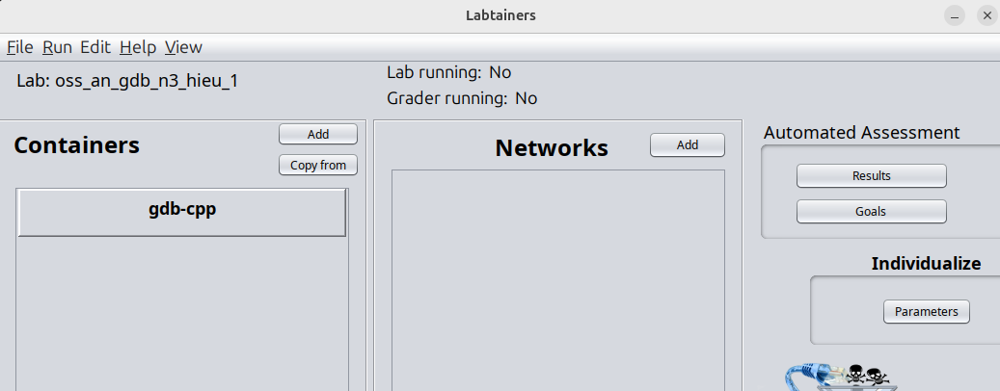 Labtainers
File Run Edit Help View
Lab: oss_an_gdb_n3_hieu_1
Lab running: No
Grader running: No
Containers
Add
Copy from
gdb-cpp
Networks
Add
Automated Assessment
Results
Goals
Individualize
Parameters